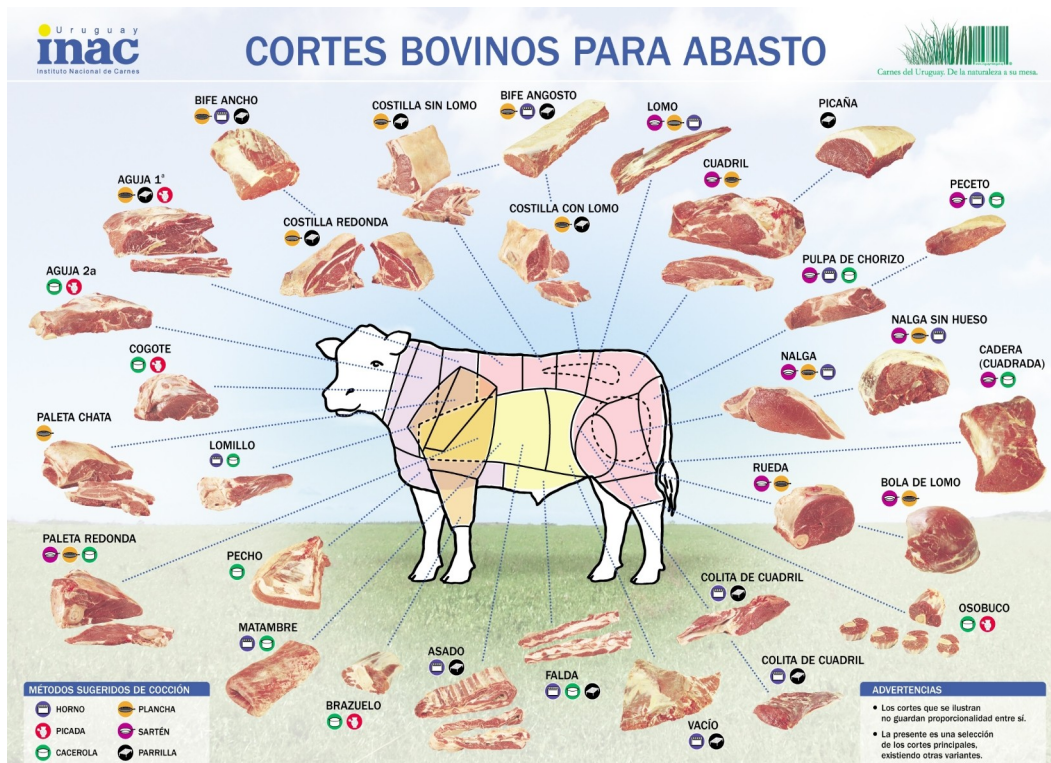 Uruguay
inac
Instituto Nacional de Carnes
CORTES BOVINOS PARA ABASTO
Carnes del Uruguay. De la naturaleza a su mesa.
BIFE ANCHO
COSTILLA SIN LOMO
BIFE ANGOSTO
LOMO
PICAÑA
CUADRIL
AGUJA 1ª
PECETO
COSTILLA REDONDA
COSTILLA CON LOMO
PULPA DE CHORIZO
AGUJA 2a
NALGA SIN HUESO
COGOTE
NALGA
CADERA
(CUADRADA)
PALETA CHATA
LOMILLO
RUEDA
BOLA DE LOMO
PALETA REDONDA
PECHO
COLITA DE CUADRIL
OSOBUCO
MATAMBRE
ASADO
FALDA
COLITA DE CUADRIL
BRAZUELO
VACÍO
MÉTODOS SUGERIDOS DE COCCIÓN
HORNO
PLANCHA
PICADA
SARTÉN
CACEROLA
PARRILLA
ADVERTENCIAS
• Los cortes que se ilustran
no guardan proporcionalidad entre sí.
• La presente es una selección
de los cortes principales,
existiendo otras variantes.